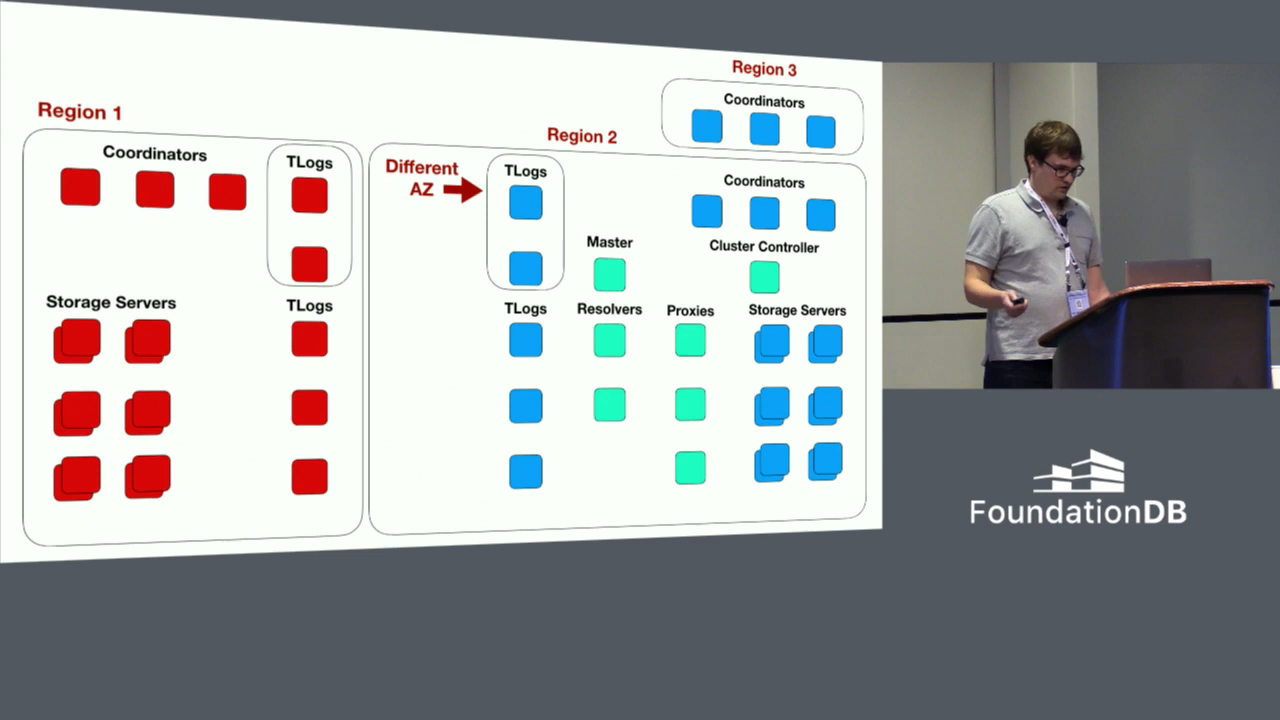 Region 3
Coordinators
Region 1
Region 2
Coordinators
TLogs
Different
AZ
TLogs
Coordinators
Master
Cluster Controller
Storage Servers
TLogs
TLogs
Resolvers
Proxies
Storage Servers
FoundationDB